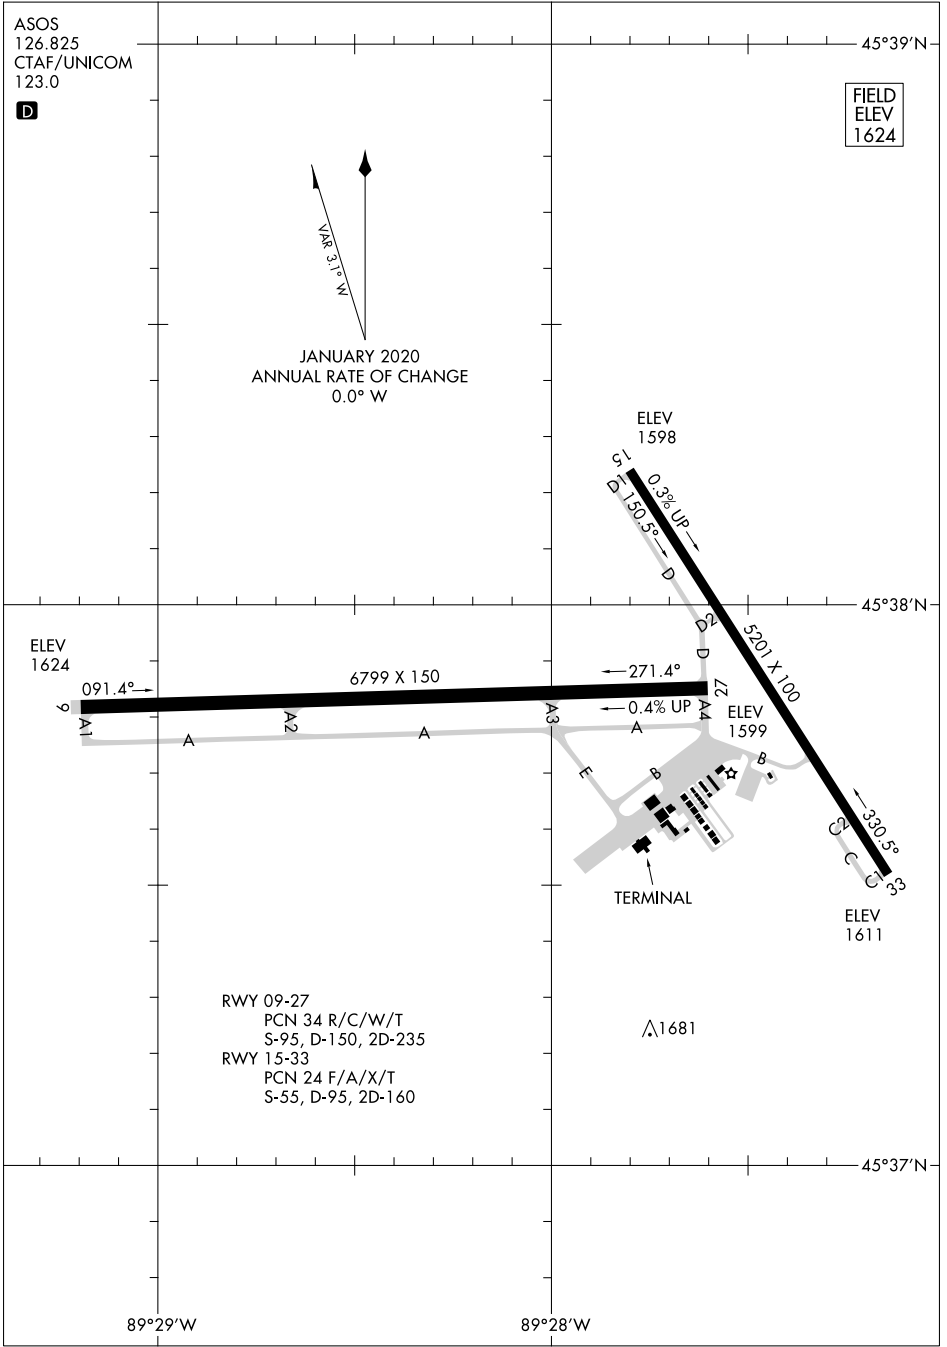 ASOS
126.825
CTAF/UNICOM
123.0
D
45°39'N
FIELD
ELEV
1624
VAR 3.1° W
JANUARY 2020
ANNUAL RATE OF CHANGE
0.0° W
ELEV
1598
15
D1
0.3% UP
150.5°
D
45°38'N
D2
D
5201 X 100
ELEV
1624
091.4°
6799 X 150
271.4°
27
9
A1
A2
A3
0.4% UP
A4
ELEV
1599
A
A
A
E
B
B
C2
330.5°
C
C1
33
TERMINAL
ELEV
1611
RWY 09-27
PCN 34 R/C/W/T
S-95, D-150, 2D-235
RWY 15-33
PCN 24 F/A/X/T
S-55, D-95, 2D-160
1681
45°37'N
89°29'W
89°28'W